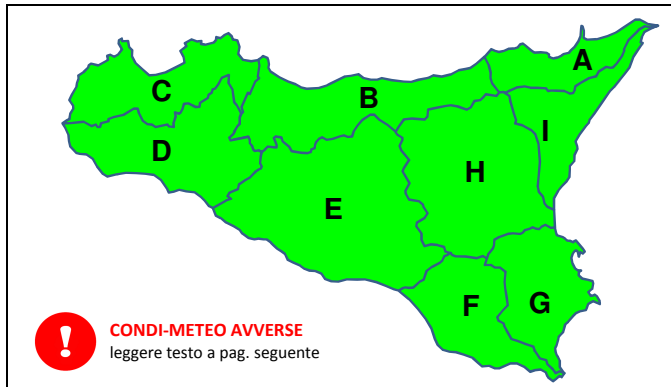 A
C
B
I
D
H
E
F
G
!
CONDI-METEO AVVERSE
leggere testo a pag. seguente